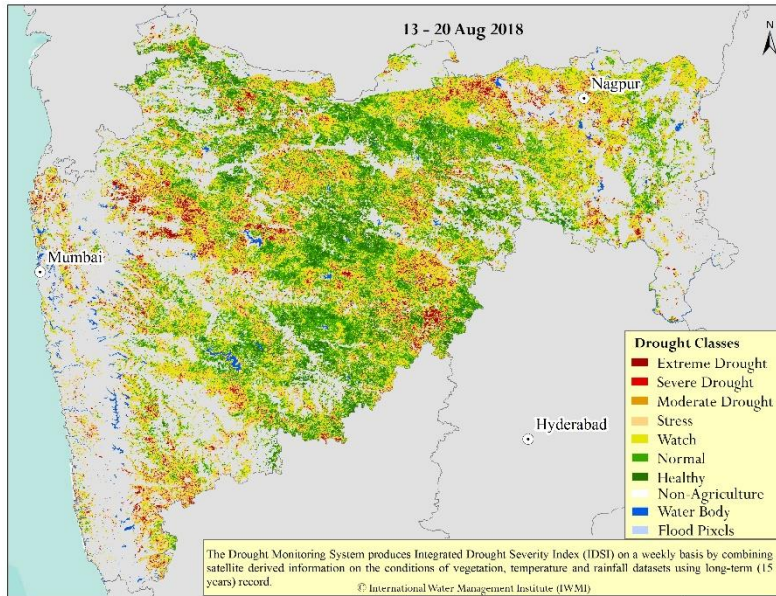 13 - 20 Aug 2018
N
Nagpur
Mumbai
Hyderabad
Drought Classes
Extreme Drought
Severe Drought
Moderate Drought
Stress
Watch
Normal
Healthy
Non-Agriculture
Water Body
Flood Pixels
The Drought Monitoring System produces Integrated Drought Severity Index (IDSI) on a weekly basis by combining
satellite derived information on the conditions of vegetation, temperature and rainfall datasets using long-term (15
years) record.
© International Water Management Institute (IWMI)